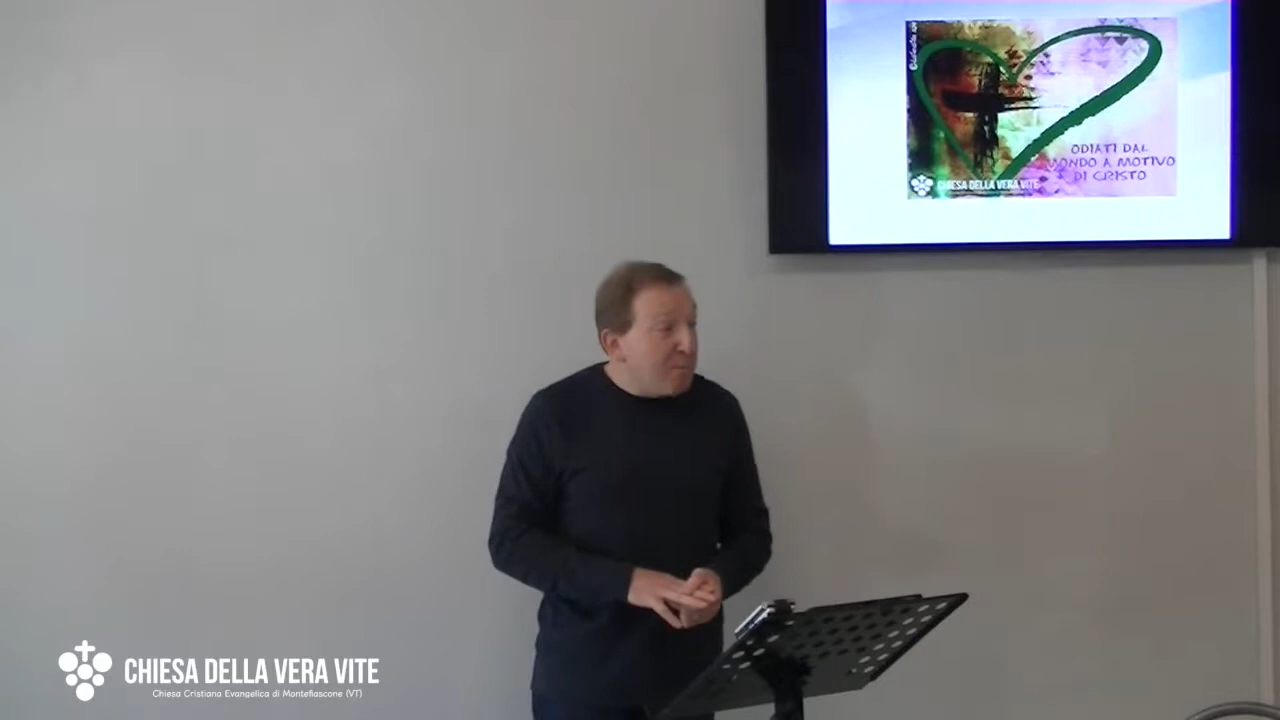 ODIATI DAL
MONDO A MOTIVO
DI CRISTO
CHIESA DELLA VERA VITE
CHIESA DELLA VERA VITE
Chiesa Cristiana Evangelica di Montefiascone (VT)